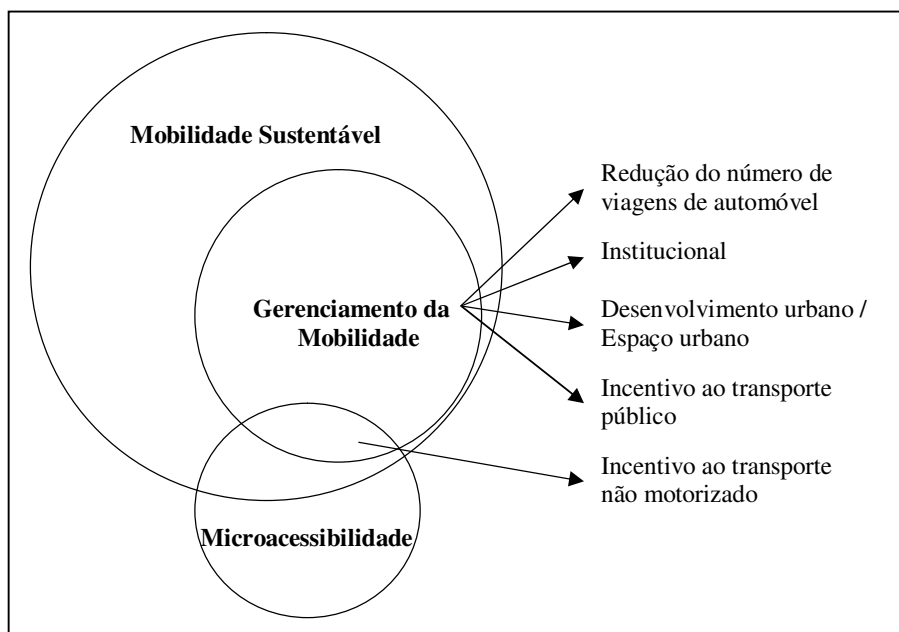 Mobilidade Sustentável
Gerenciamento da
Mobilidade
Microacessibilidade
Redução do número de
viagens de automóvel
Institucional
Desenvolvimento urbano /
Espaço urbano
Incentivo ao transporte
público
Incentivo ao transporte
não motorizado